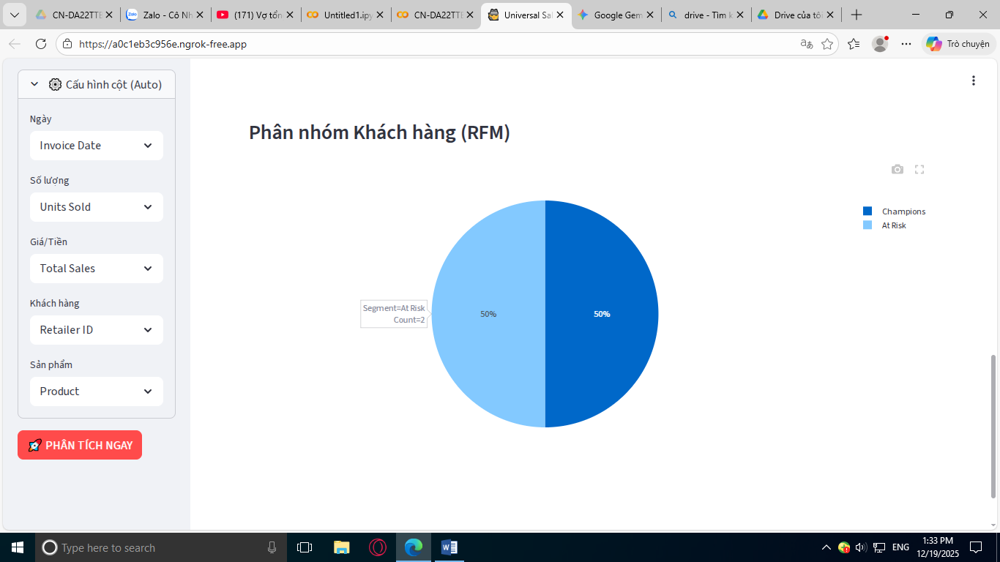 CN-DA22TTE
Zalo - Cô Nh
(171) Vợ tổn
Untitled1.ipy
CN-DA22TTE
Universal Sal
Google Gem
drive - Tìm k
Drive của tôi
https://a0c1eb3c956e.ngrok-free.app
Trò chuyện
Cấu hình cột (Auto)
Ngày
Invoice Date
Số lượng
Units Sold
Giá/Tiền
Total Sales
Khách hàng
Retailer ID
Sản phẩm
Product
PHÂN TÍCH NGAY
Phân nhóm Khách hàng (RFM)
Champions
At Risk
Segment=At Risk
Count=2
50%
50%
Type here to search
ENG
1:33 PM
12/19/2025